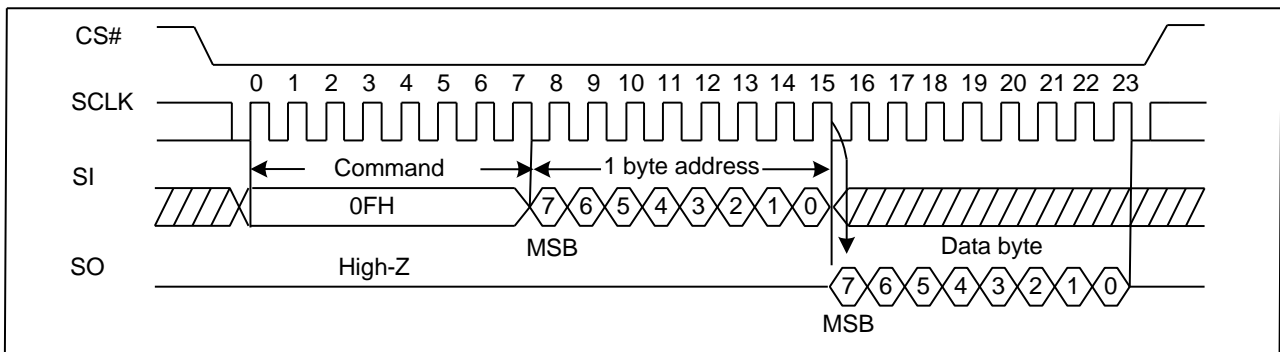 CS#
0 1 2 3 4 5 6 7 8 9 10 11 12 13 14 15 16 17 18 19 20 21 22 23
SCLK
Command 1 byte address
SI
0FH 7 6 5 4 3 2 1 0
MSB Data byte
SO High-Z
7 6 5 4 3 2 1 0
MSB